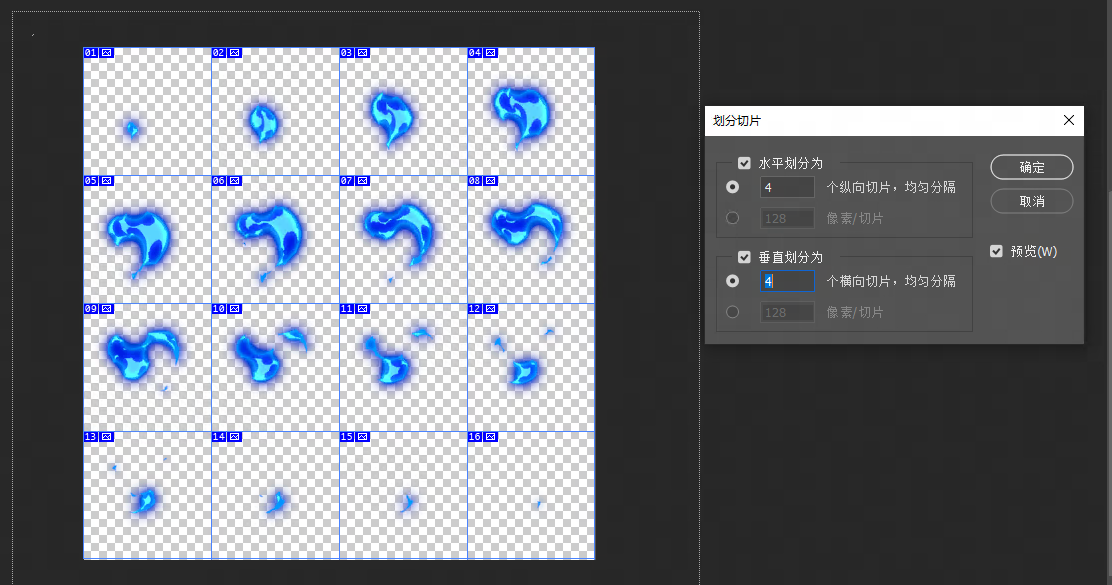 01
02
03
04
05
06
07
08
09
10
11
12
13
14
15
16
划分切片
水平划分为
4 个纵向切片，均匀分隔
128 像素/切片
垂直划分为
4 个横向切片，均匀分隔
128 像素/切片
确定
取消
预览(W)